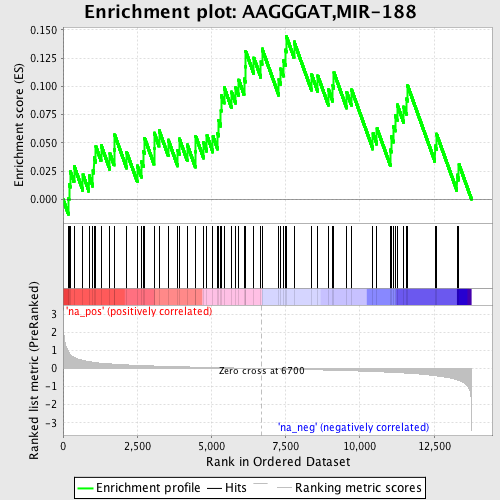 Enrichment plot: AAGGGAT,MIR-188
Enrichment score (ES)
0.150
0.125
0.100
0.075
0.050
0.025
0.000
'na_pos' (positively correlated)
Ranked list metric (PreRanked)
3
2
1
0
-1
-2
-3
Zero cross at 6700
'na_neg' (negatively correlated)
0
2,500
5,000
7,500
10,000
12,500
Rank in Ordered Dataset
Enrichment profile
Hits
Ranking metric scores